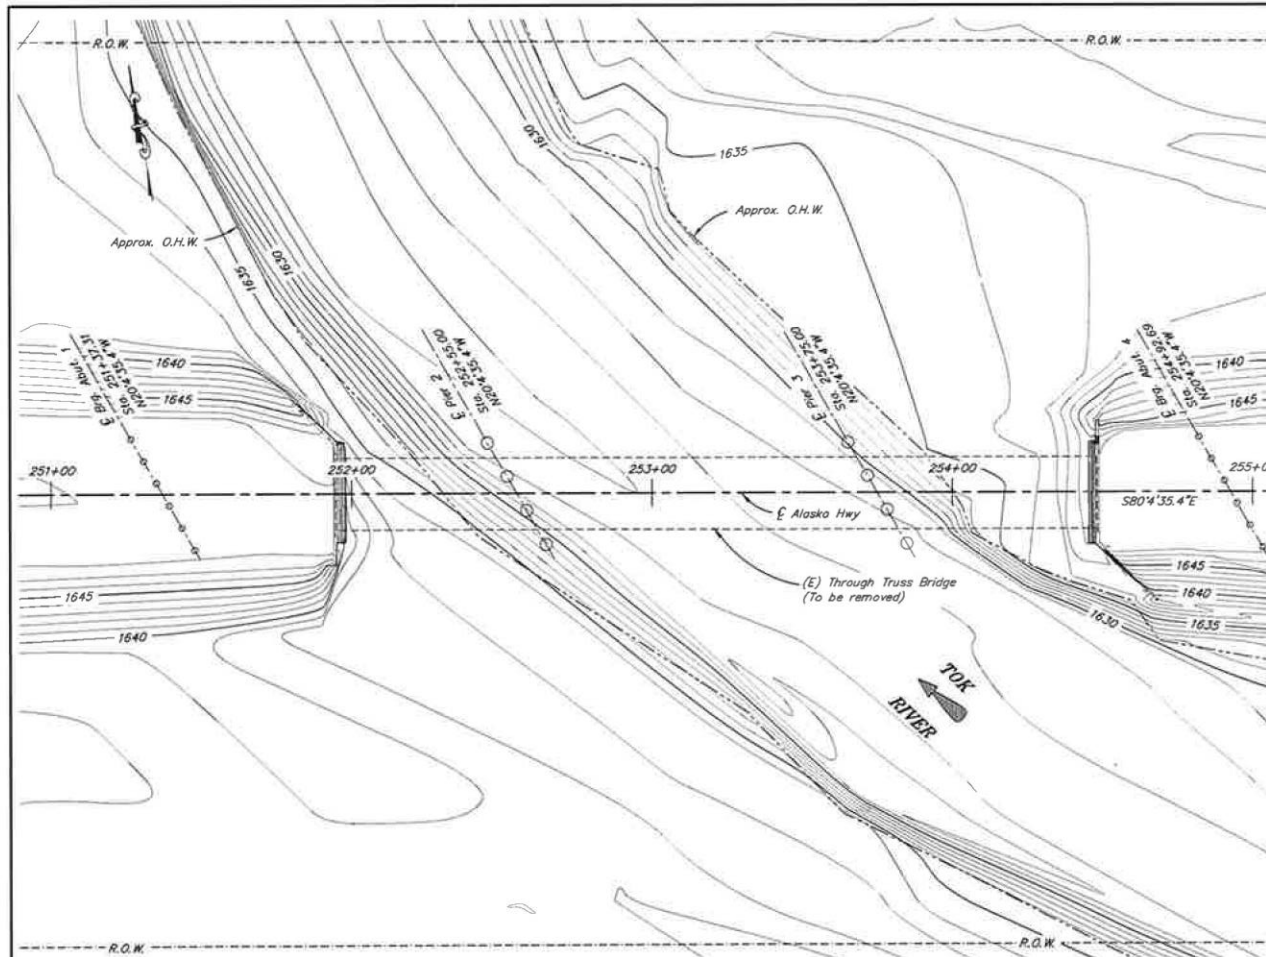 R.O.W.
R.O.W.
1630
1630
1635
Approx. O.H.W.
Approx. O.H.W.
1635
1630
℄ Brg. Abut. 1
Sta. 251+37.31
N20°4'35.4"W
℄ Pier 2
Sta. 252+55.00
N20°4'35.4"W
℄ Pier 3
Sta. 253+75.00
N20°4'35.4"W
℄ Brg. Abut. 4
Sta. 254+92.69
N20°4'35.4"W
1640
1645
1640
1645
251+00
252+00
253+00
254+00
255+0
S80°4'35.4"E
℄ Alaska Hwy
(E) Through Truss Bridge
(To be removed)
1645
1640
1645
1640
1635
1630
TOK
RIVER
R.O.W.
R.O.W.